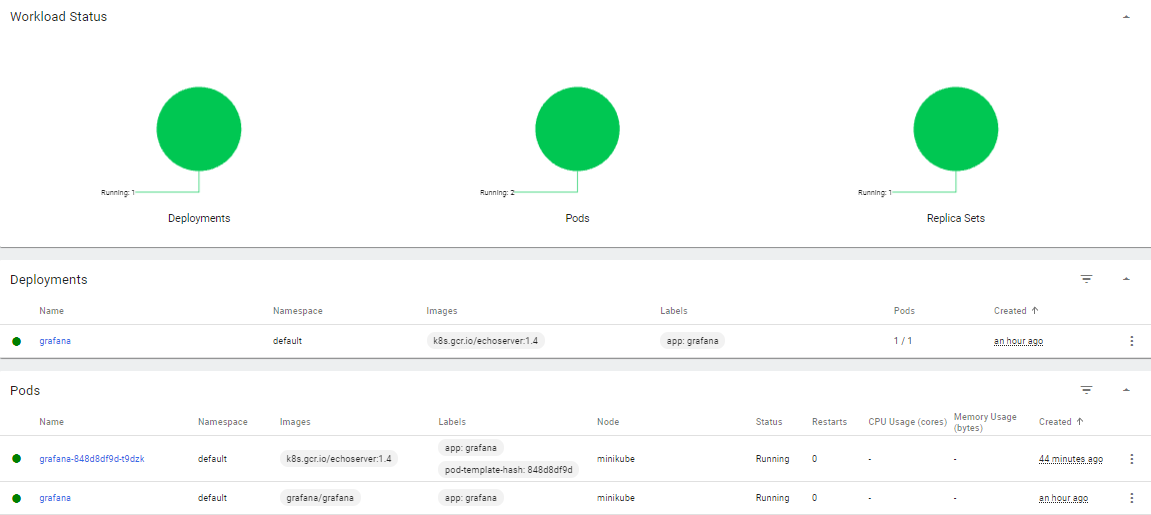 Workload Status
Running: 1
Running: 2
Running: 1
Deployments
Pods
Replica Sets
Deployments
Name Namespace Images Labels Pods Created
grafana default k8s.gcr.io/echoserver:1.4 app: grafana 1 / 1 an hour ago
Pods
Name Namespace Images Labels Node Status Restarts CPU Usage (cores) Memory Usage (bytes) Created
grafana-848d8df9d-t9dzk default k8s.gcr.io/echoserver:1.4 app: grafana pod-template-hash: 848d8df9d minikube Running 0 - - 44 minutes ago
grafana default grafana/grafana app: grafana minikube Running 0 - - an hour ago